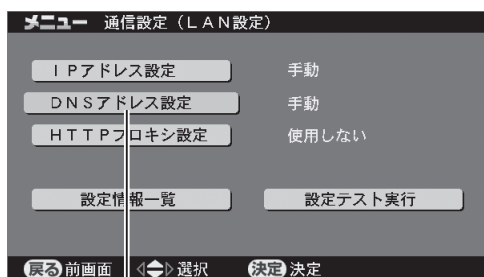 メニュー 通信設定（ＬＡＮ設定）
ＩＰアドレス設定 手動
ＤＮＳアドレス設定 手動
ＨＴＴＰプロキシ設定 使用しない
設定情報一覧 設定テスト実行
戻る 前画面 選択 決定 決定